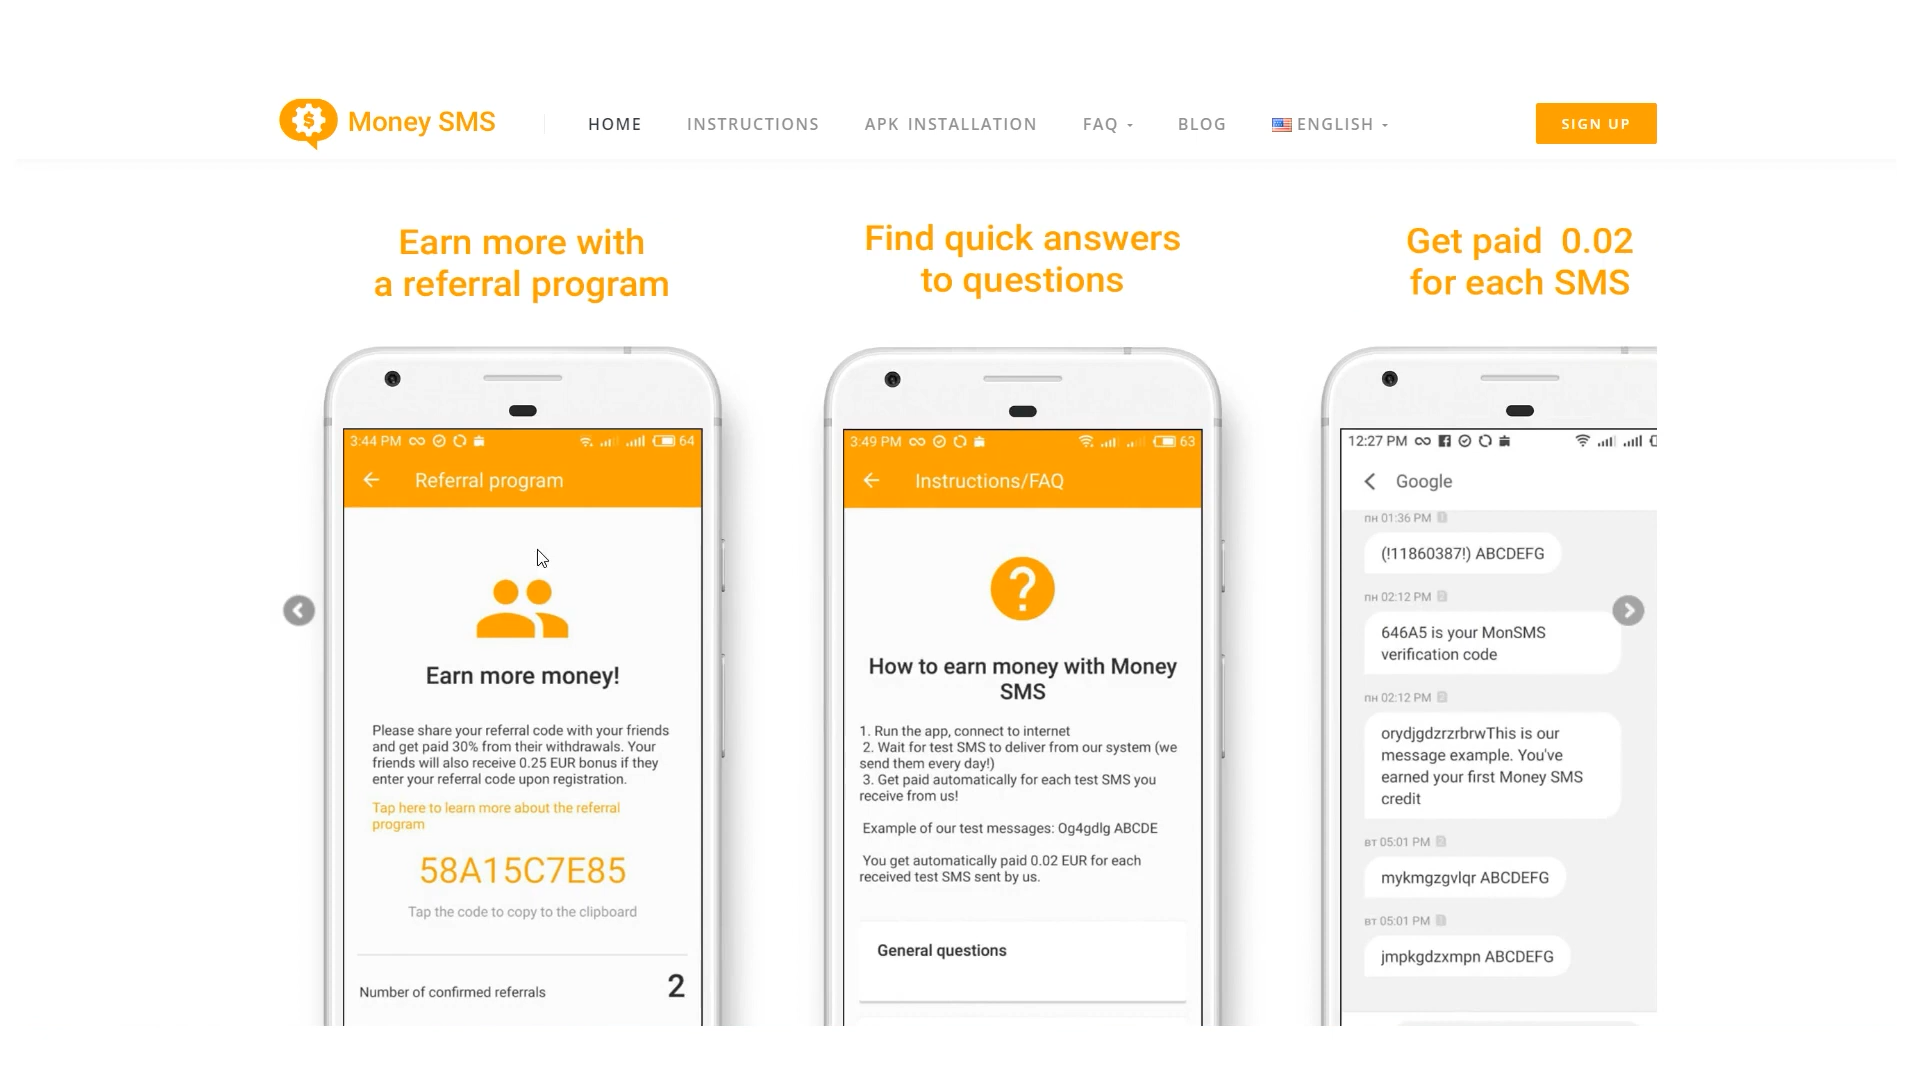 Money SMS
HOME
INSTRUCTIONS
APK INSTALLATION
FAQ
BLOG
ENGLISH
SIGN UP
Earn more with
a referral program
3:44 PM
64
Referral program
Earn more money!
Please share your referral code with your friends
and get paid 30% from their withdrawals. Your
friends will also receive 0.25 EUR bonus if they
enter your referral code upon registration.
Tap here to learn more about the referral
program
58A15C7E85
Tap the code to copy to the clipboard
Number of confirmed referrals
2
Find quick answers
to questions
3:49 PM
63
Instructions/FAQ
How to earn money with Money
SMS
1. Run the app, connect to internet
2. Wait for test SMS to deliver from our system (we
send them every day!)
3. Get paid automatically for each test SMS you
receive from us!
Example of our test messages: Og4gdlg ABCDE
You get automatically paid 0.02 EUR for each
received test SMS sent by us.
General questions
Get paid 0.02
for each SMS
12:27 PM
Google
пн 01:36 PM 1
(!11860387!) ABCDEFG
пн 02:12 PM 2
646A5 is your MonSMS
verification code
пн 02:12 PM 2
orydjgdzrzrbrwThis is our
message example. You've
earned your first Money SMS
credit
вт 05:01 PM 2
mykmgzgvlqr ABCDEFG
вт 05:01 PM 1
jmpkgdzxmpn ABCDEFG